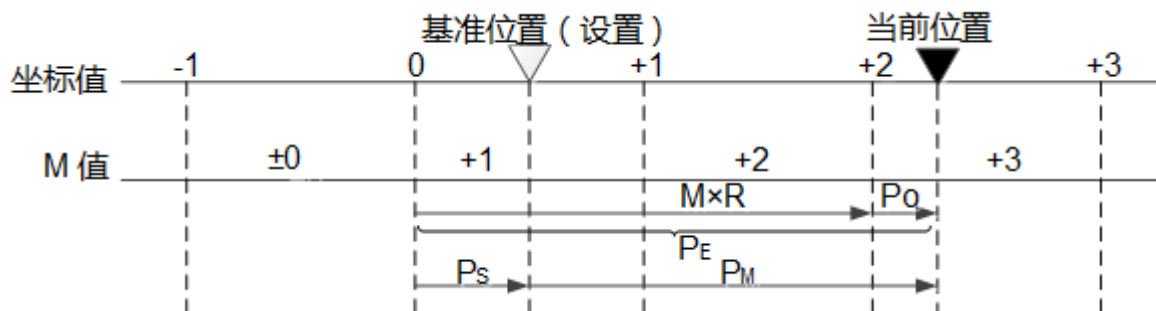 基准位置（设置） 当前位置
坐标值 -1 0 +1 +2 +3
M 值 ±0 +1 +2 +3
M×R Po
PE
PS PM